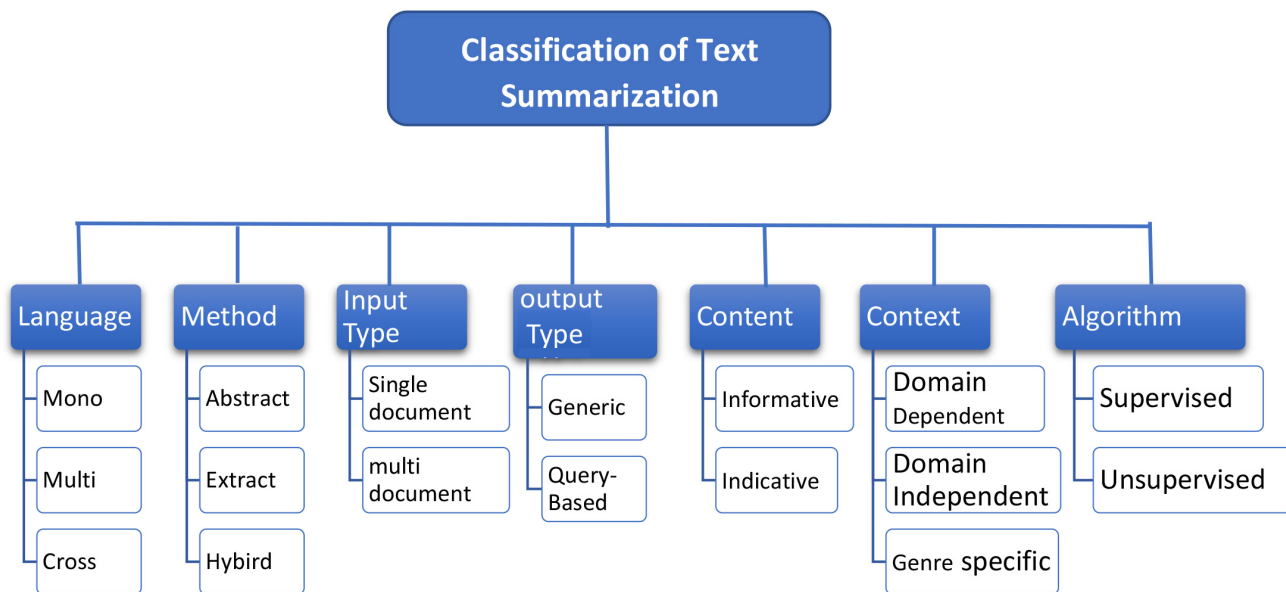 Classification of Text
Summarization
Language
Mono
Multi
Cross
Method
Abstract
Extract
Hybird
Input
Type
Single
document
multi
document
output
Type
Generic
Query-
Based
Content
Informative
Indicative
Context
Domain
Dependent
Domain
Independent
Genre specific
Algorithm
Supervised
Unsupervised